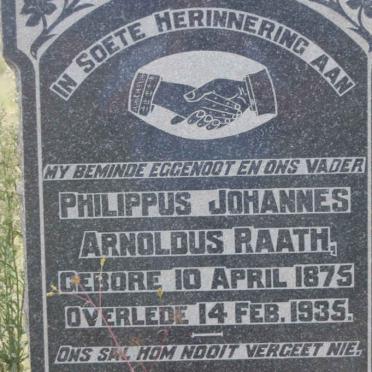 IN SOETE HERINNERING AAN
MY BEMINDE EGGENOOT EN ONS VADER
PHILIPPUS JOHANNES
ARNOLDUS RAATH,
GEBORE 10 APRIL 1875
OVERLEDE 14 FEB. 1935.
ONS SAL HOM NOOIT VERGEET NIE.